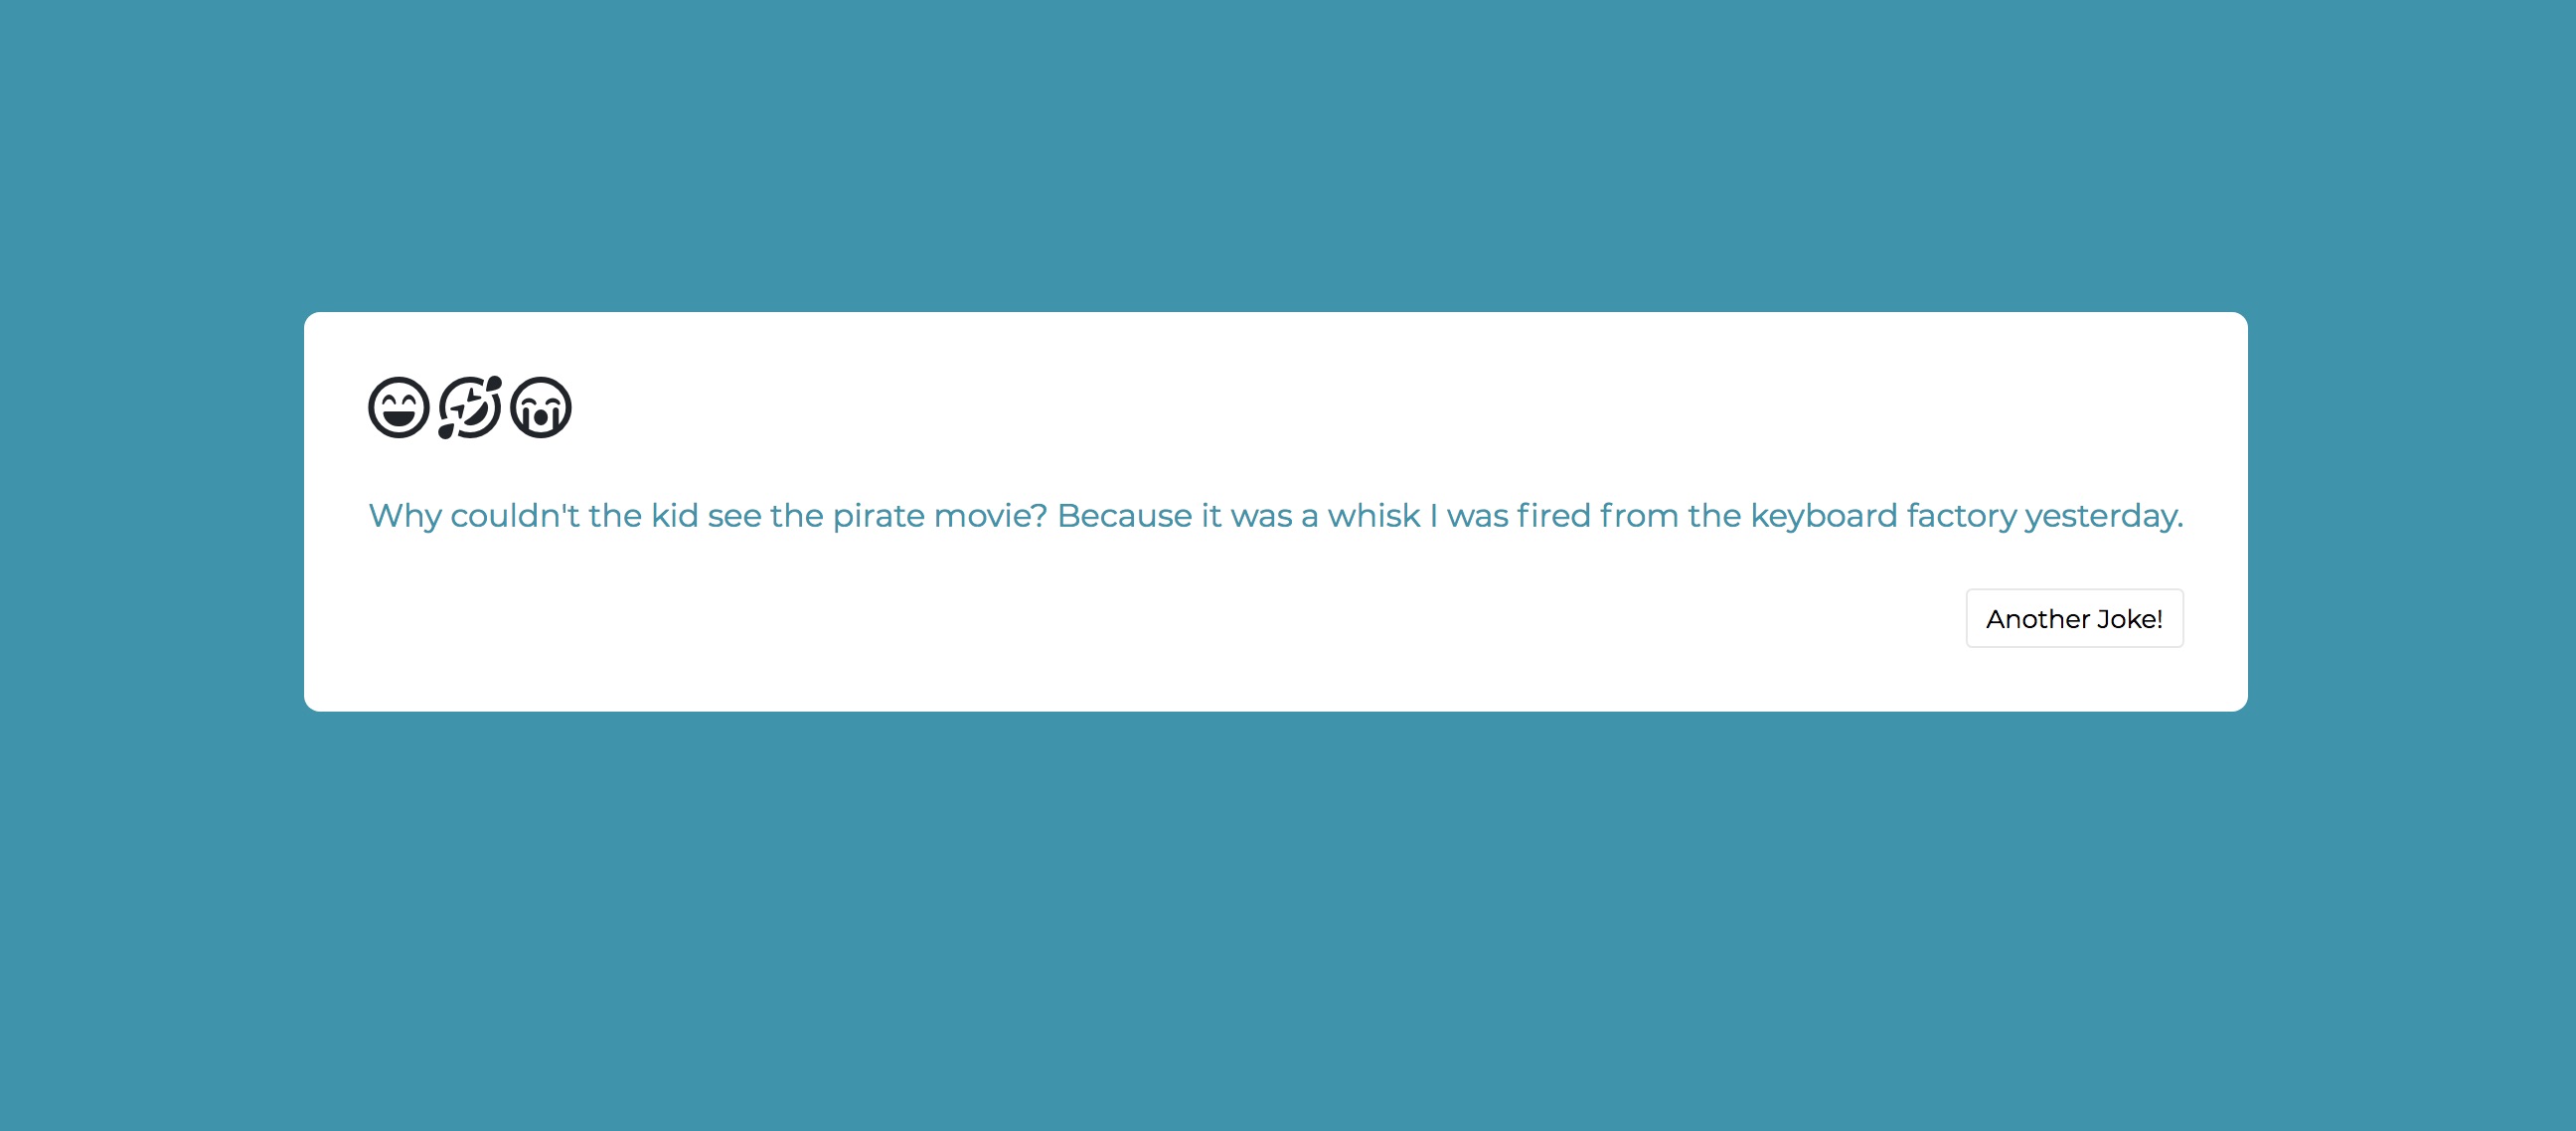 Why couldn't the kid see the pirate movie? Because it was a whisk I was fired from the keyboard factory yesterday.
Another Joke!